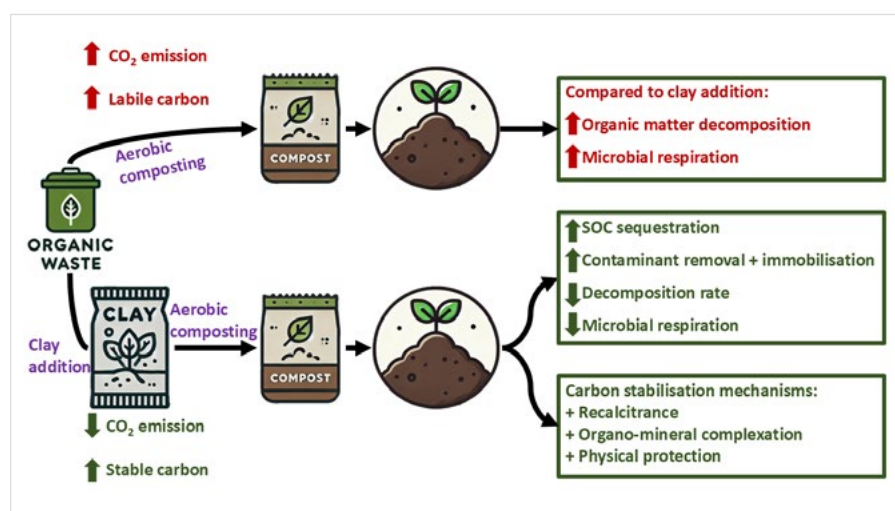 ⬆ CO₂ emission
⬆ Labile carbon
Aerobic
composting
COMPOST
Compared to clay addition:
⬆ Organic matter decomposition
⬆ Microbial respiration
ORGANIC
WASTE
Clay
addition
CLAY
Aerobic
composting
COMPOST
⬇ CO₂ emission
⬆ Stable carbon
⬆ SOC sequestration
⬆ Contaminant removal + immobilisation
⬇ Decomposition rate
⬇ Microbial respiration
Carbon stabilisation mechanisms:
+ Recalcitrance
+ Organo-mineral complexation
+ Physical protection